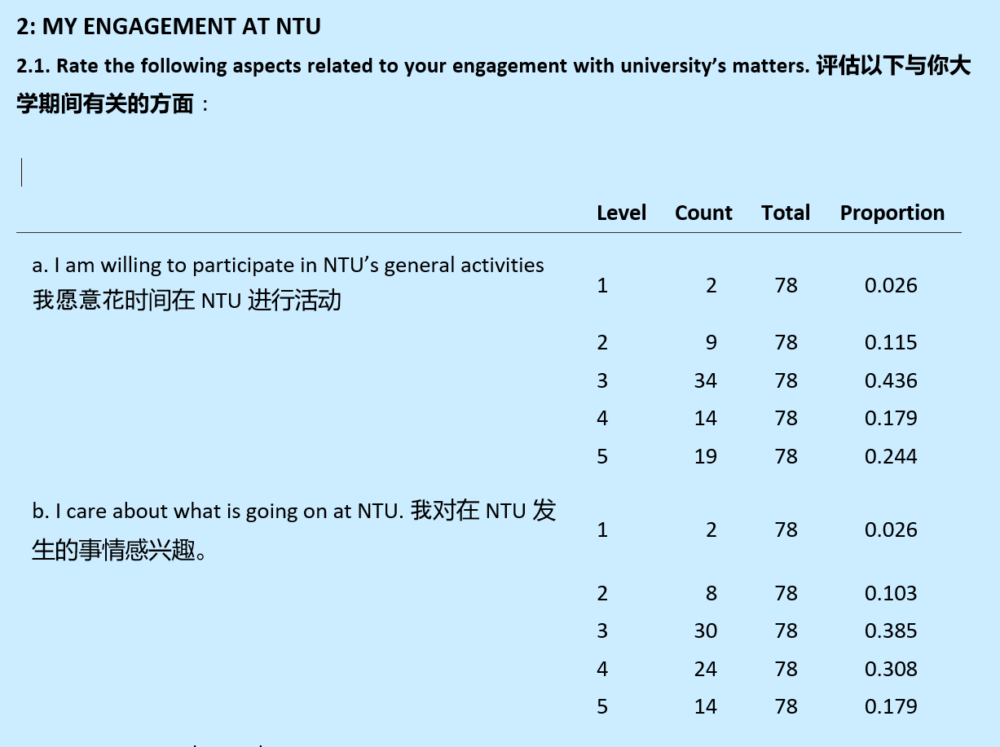 2: MY ENGAGEMENT AT NTU
2.1. Rate the following aspects related to your engagement with university’s matters. 评估以下与你大
学期间有关的方面：
Level Count Total Proportion
a. I am willing to participate in NTU’s general activities
我愿意花时间在 NTU 进行活动
1 2 78 0.026
2 9 78 0.115
3 34 78 0.436
4 14 78 0.179
5 19 78 0.244
b. I care about what is going on at NTU. 我对在 NTU 发
生的事情感兴趣。
1 2 78 0.026
2 8 78 0.103
3 30 78 0.385
4 24 78 0.308
5 14 78 0.179